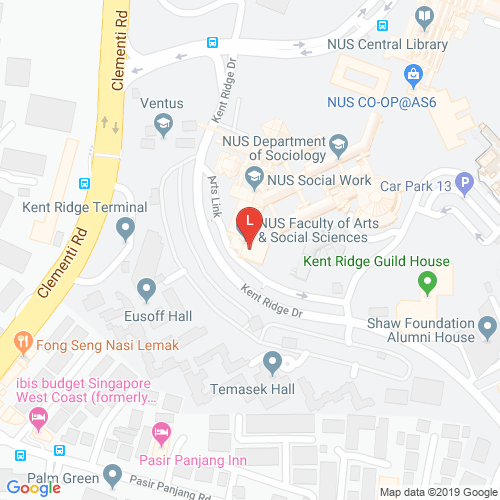 Clementi Rd
NUS Central Library
Kent Ridge Dr
Ventus
NUS CO-OP@AS6
NUS Department
of Sociology
NUS Social Work
Car Park 13
P
Arts Link
Kent Ridge Terminal
L
NUS Faculty of Arts
& Social Sciences
Clementi Rd
Kent Ridge Guild House
Kent Ridge Dr
Eusoff Hall
Shaw Foundation
Alumni House
Fong Seng Nasi Lemak
Temasek Hall
ibis budget Singapore
West Coast (formerly...
Pasir Panjang Inn
Palm Green
Pasir Panjang Rd
Google
Map data ©2019 Google